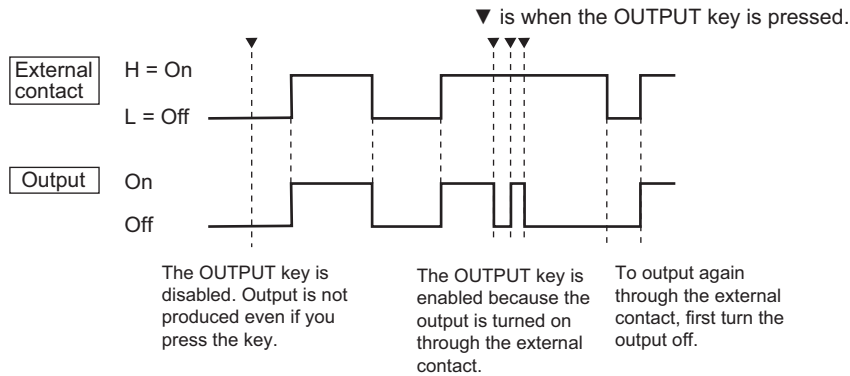 ▼ is when the OUTPUT key is pressed.
External
contact
H = On
L = Off
Output
On
Off
The OUTPUT key is
disabled. Output is not
produced even if you
press the key.
The OUTPUT key is
enabled because the
output is turned on
through the external
contact.
To output again
through the external
contact, first turn the
output off.